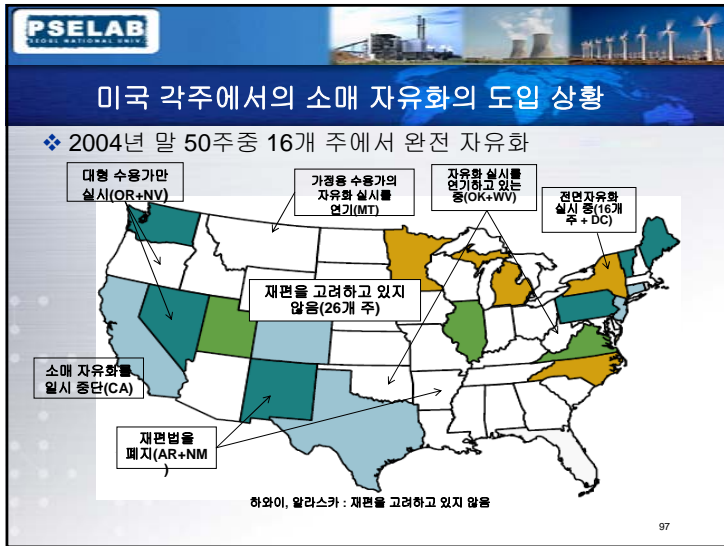 PSELAB
SEOUL NATIONAL UNIV.
미국 각주에서의 소매 자유화의 도입 상황
❖ 2004년 말 50주중 16개 주에서 완전 자유화
대형 수용가만
실시(OR+NV)
가정용 수용가의
자유화 실시를
연기(MT)
자유화 실시를
연기하고 있는
중(OK+WV)
전면자유화
실시 중(16개
주 + DC)
재편을 고려하고 있지
않음(26개 주)
소매 자유화를
일시 중단(CA)
재편법을
폐지(AR+NM
)
하와이, 알라스카 : 재편을 고려하고 있지 않음
97